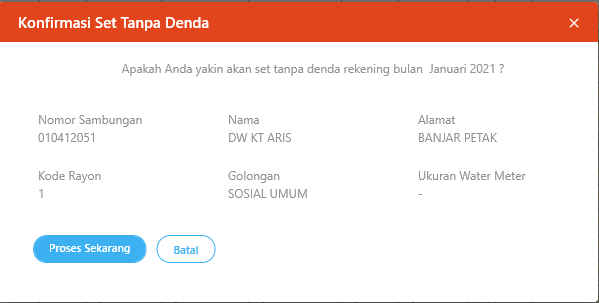 Konfirmasi Set Tanpa Denda
Apakah Anda yakin akan set tanpa denda rekening bulan Januari 2021 ?
Nomor Sambungan
010412051
Nama
DW KT ARIS
Alamat
BANJAR PETAK
Kode Rayon
1
Golongan
SOSIAL UMUM
Ukuran Water Meter
-
Proses Sekarang
Batal